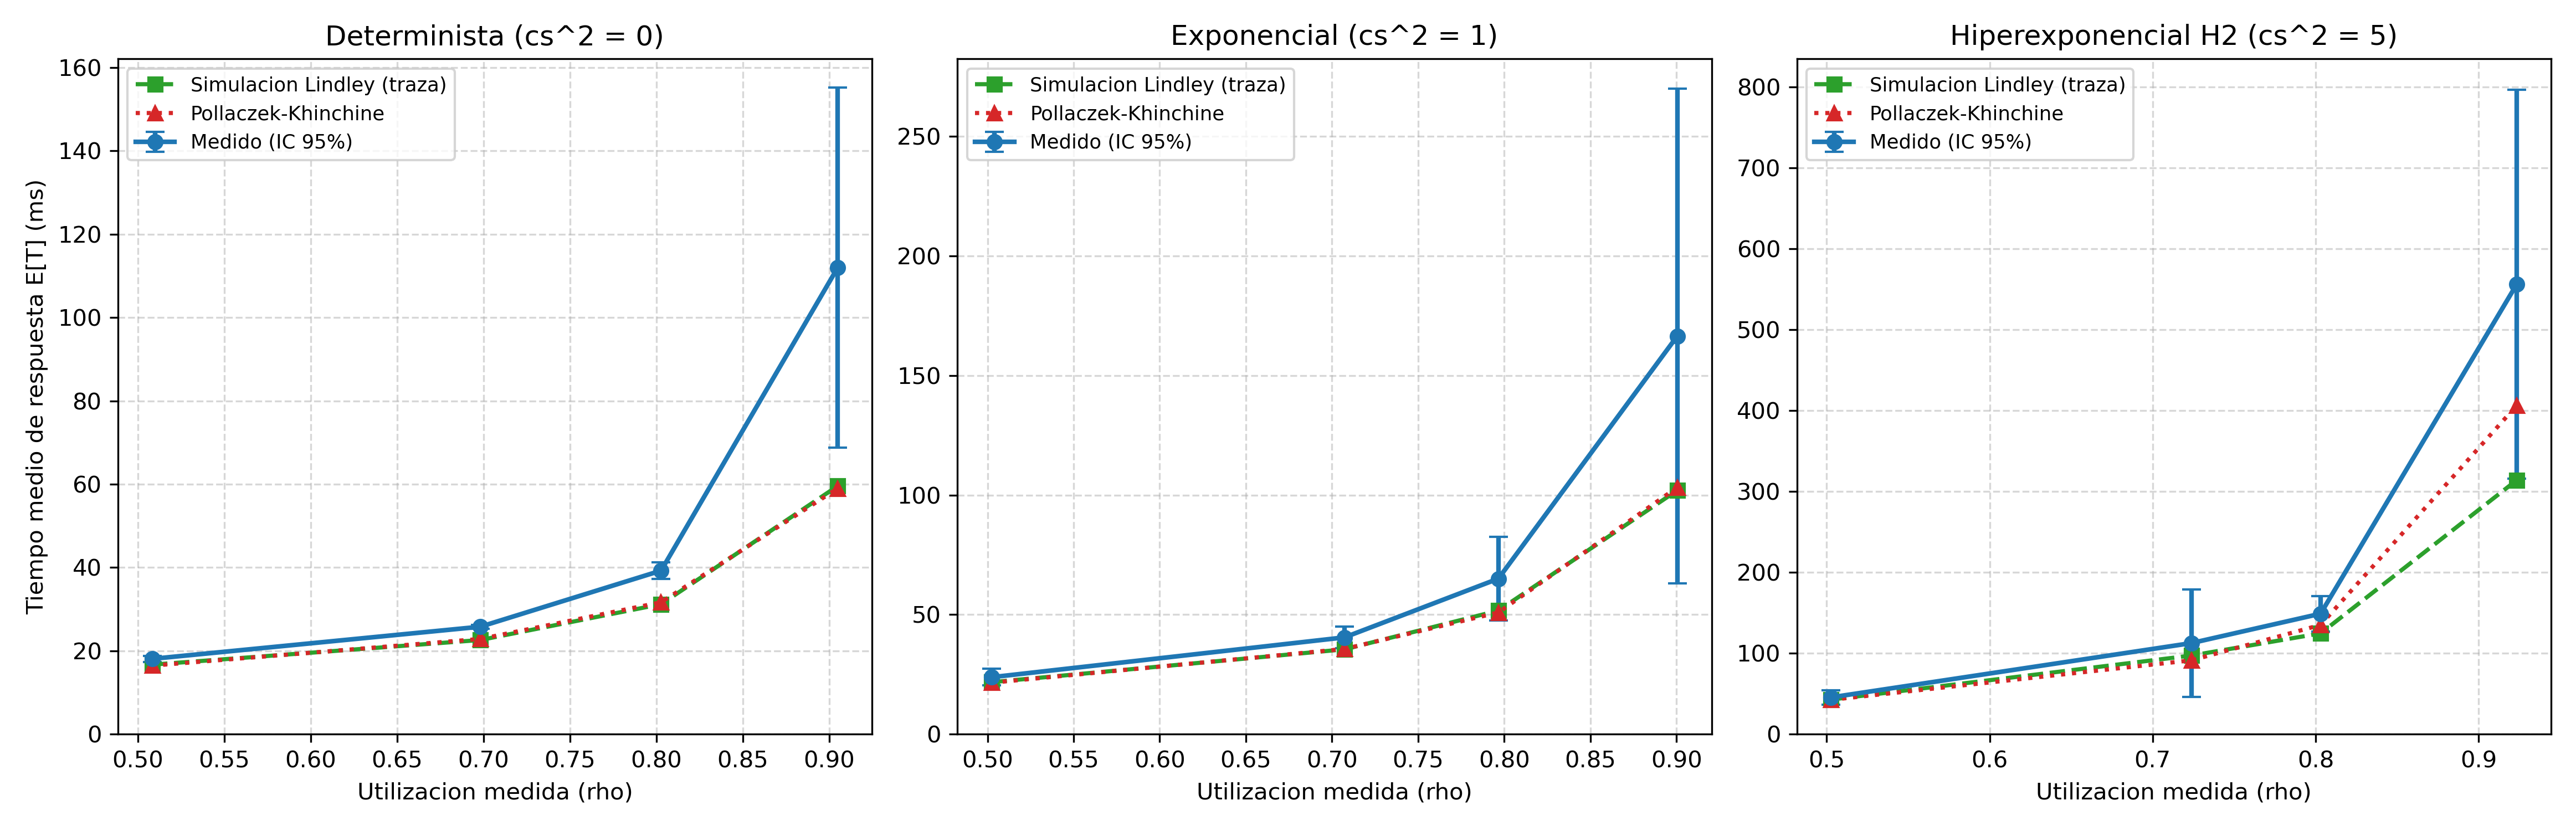 Determinista (cs^2 = 0)
Simulacion Lindley (traza)
Pollaczek-Khinchine
Medido (IC 95%)
Tiempo medio de respuesta E[T] (ms)
160
140
120
100
80
60
40
20
0
0.50 0.55 0.60 0.65 0.70 0.75 0.80 0.85 0.90
Utilizacion medida (rho)
Exponencial (cs^2 = 1)
Simulacion Lindley (traza)
Pollaczek-Khinchine
Medido (IC 95%)
250
200
150
100
50
0
0.50 0.55 0.60 0.65 0.70 0.75 0.80 0.85 0.90
Utilizacion medida (rho)
Hiperexponencial H2 (cs^2 = 5)
Simulacion Lindley (traza)
Pollaczek-Khinchine
Medido (IC 95%)
800
700
600
500
400
300
200
100
0
0.5 0.6 0.7 0.8 0.9
Utilizacion medida (rho)